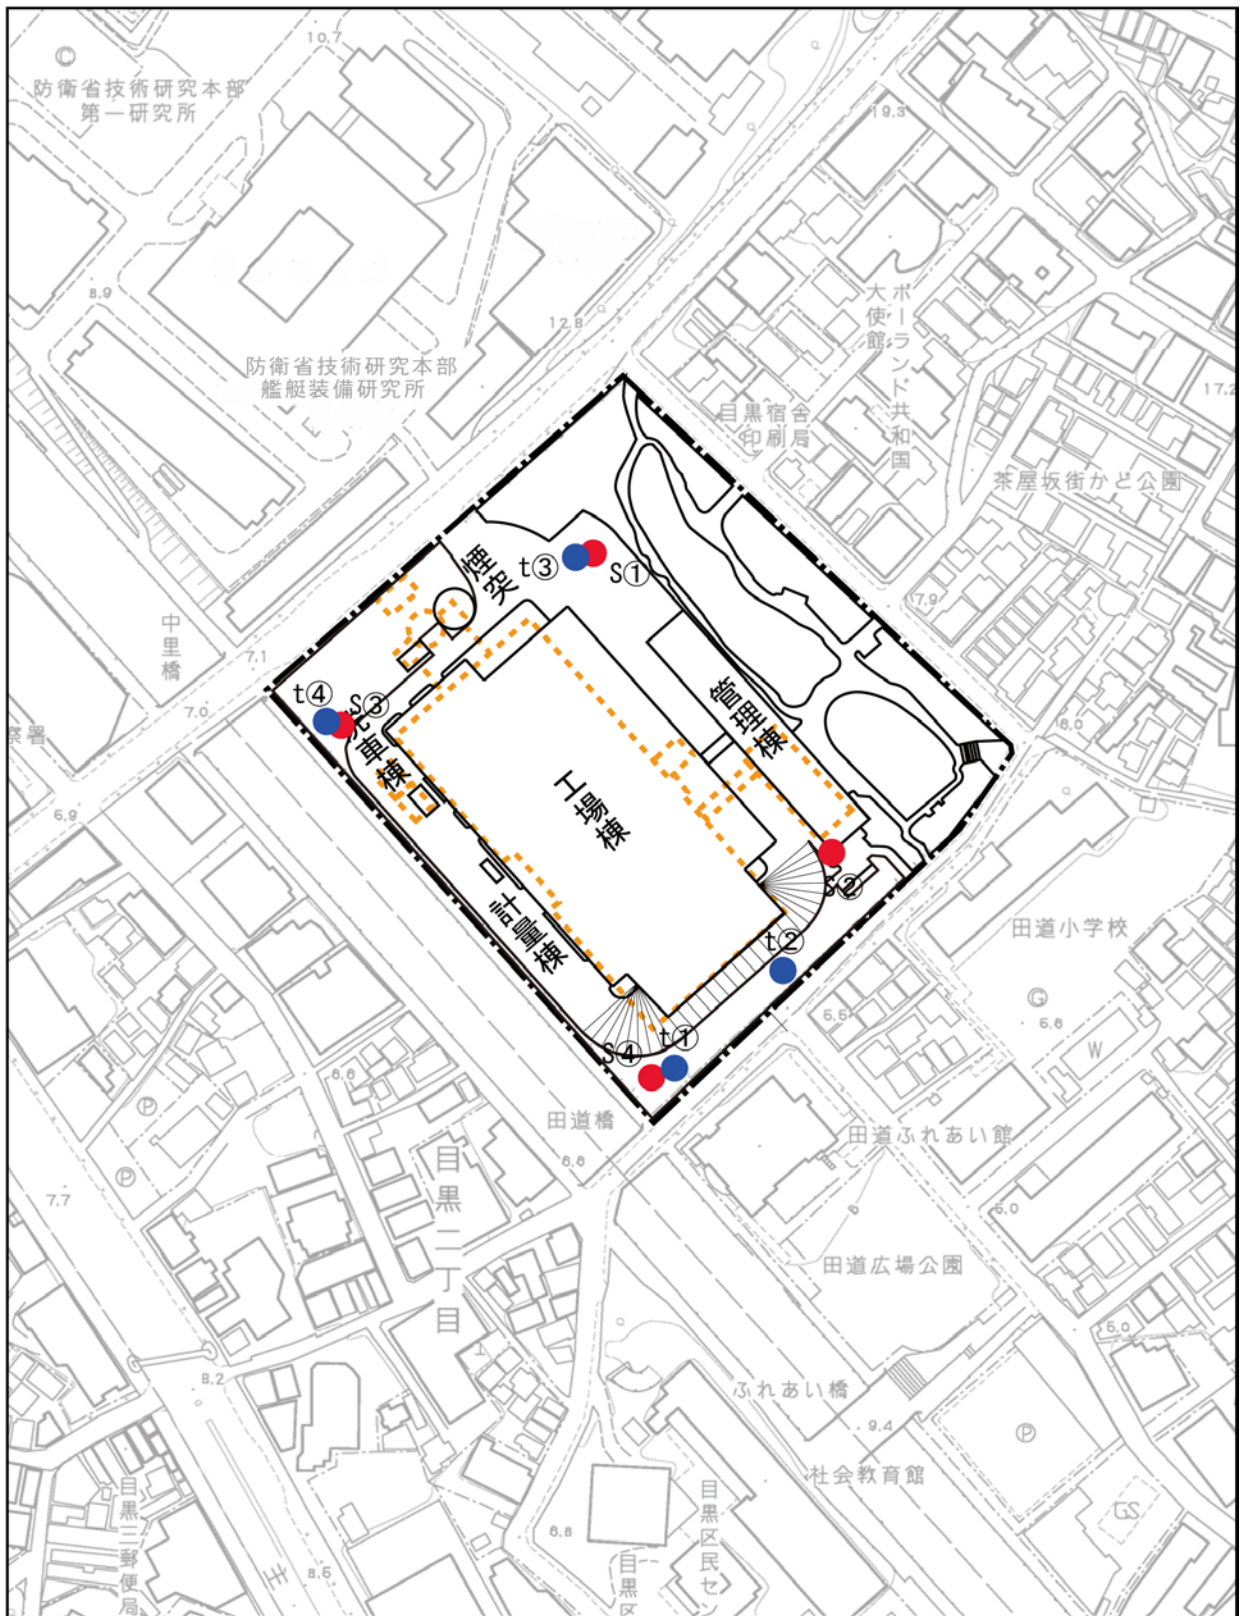 10.7
Ⓒ
防衛省技術研究本部
第一研究所
19.3
8.9
12.8
ポーランド共和国
大使館
防衛省技術研究本部
艦艇装備研究所
17.2
目黒宿舎
印刷局
茶屋坂街かど公園
煙突
t③
S①
7.9
中里橋
7.1
t④
S③
7.0
察署
洗車棟
管理棟
6.0
工場棟
6.9
S②
計量棟
t②
田道小学校
Ⓖ
5.5
5.6
W
t①
S④
6.6
Ⓟ
田道橋
田道ふれあい館
6.6
Ⓟ
目黒二丁目
7.7
6.0
田道広場公園
5.0
8.2
ふれあい橋
9.4
Ⓟ
社会教育館
目黒三郵便局
目黒区民セ
GS
6.8
目黒区
8.5
主